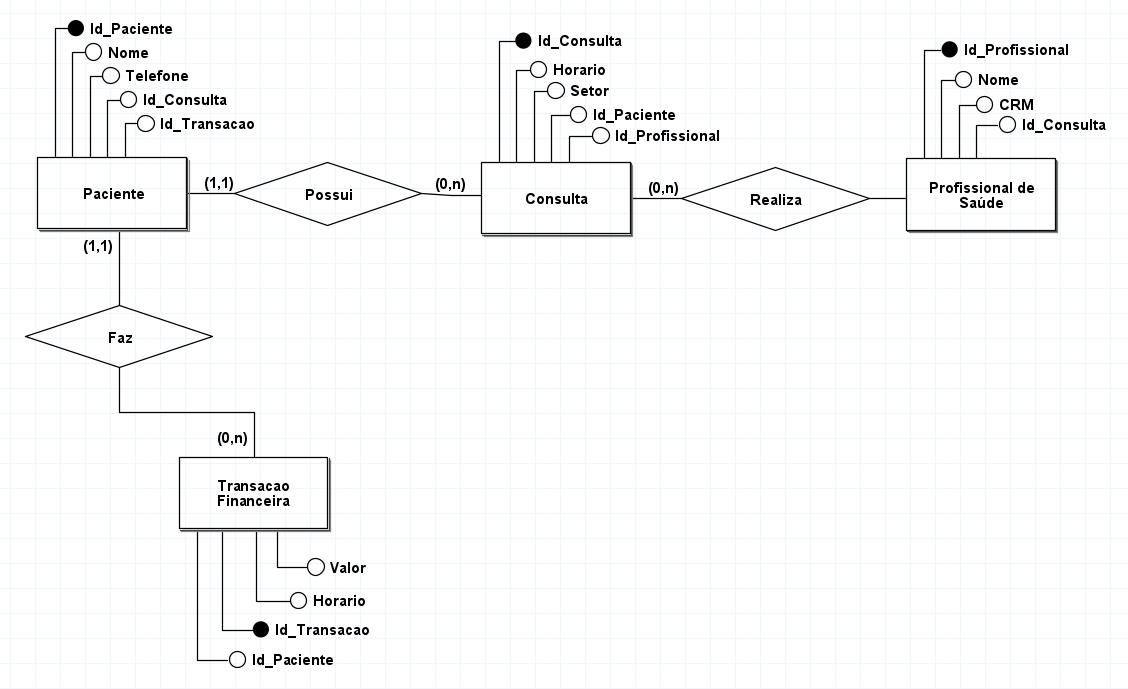 Id_Paciente
Nome
Telefone
Id_Consulta
Id_Transacao
Paciente
(1,1)
Possui
(0,n)
Id_Consulta
Horario
Setor
Id_Paciente
Id_Profissional
Consulta
(0,n)
Realiza
Id_Profissional
Nome
CRM
Id_Consulta
Profissional de
Saúde
(1,1)
Faz
(0,n)
Transacao
Financeira
Valor
Horario
Id_Transacao
Id_Paciente